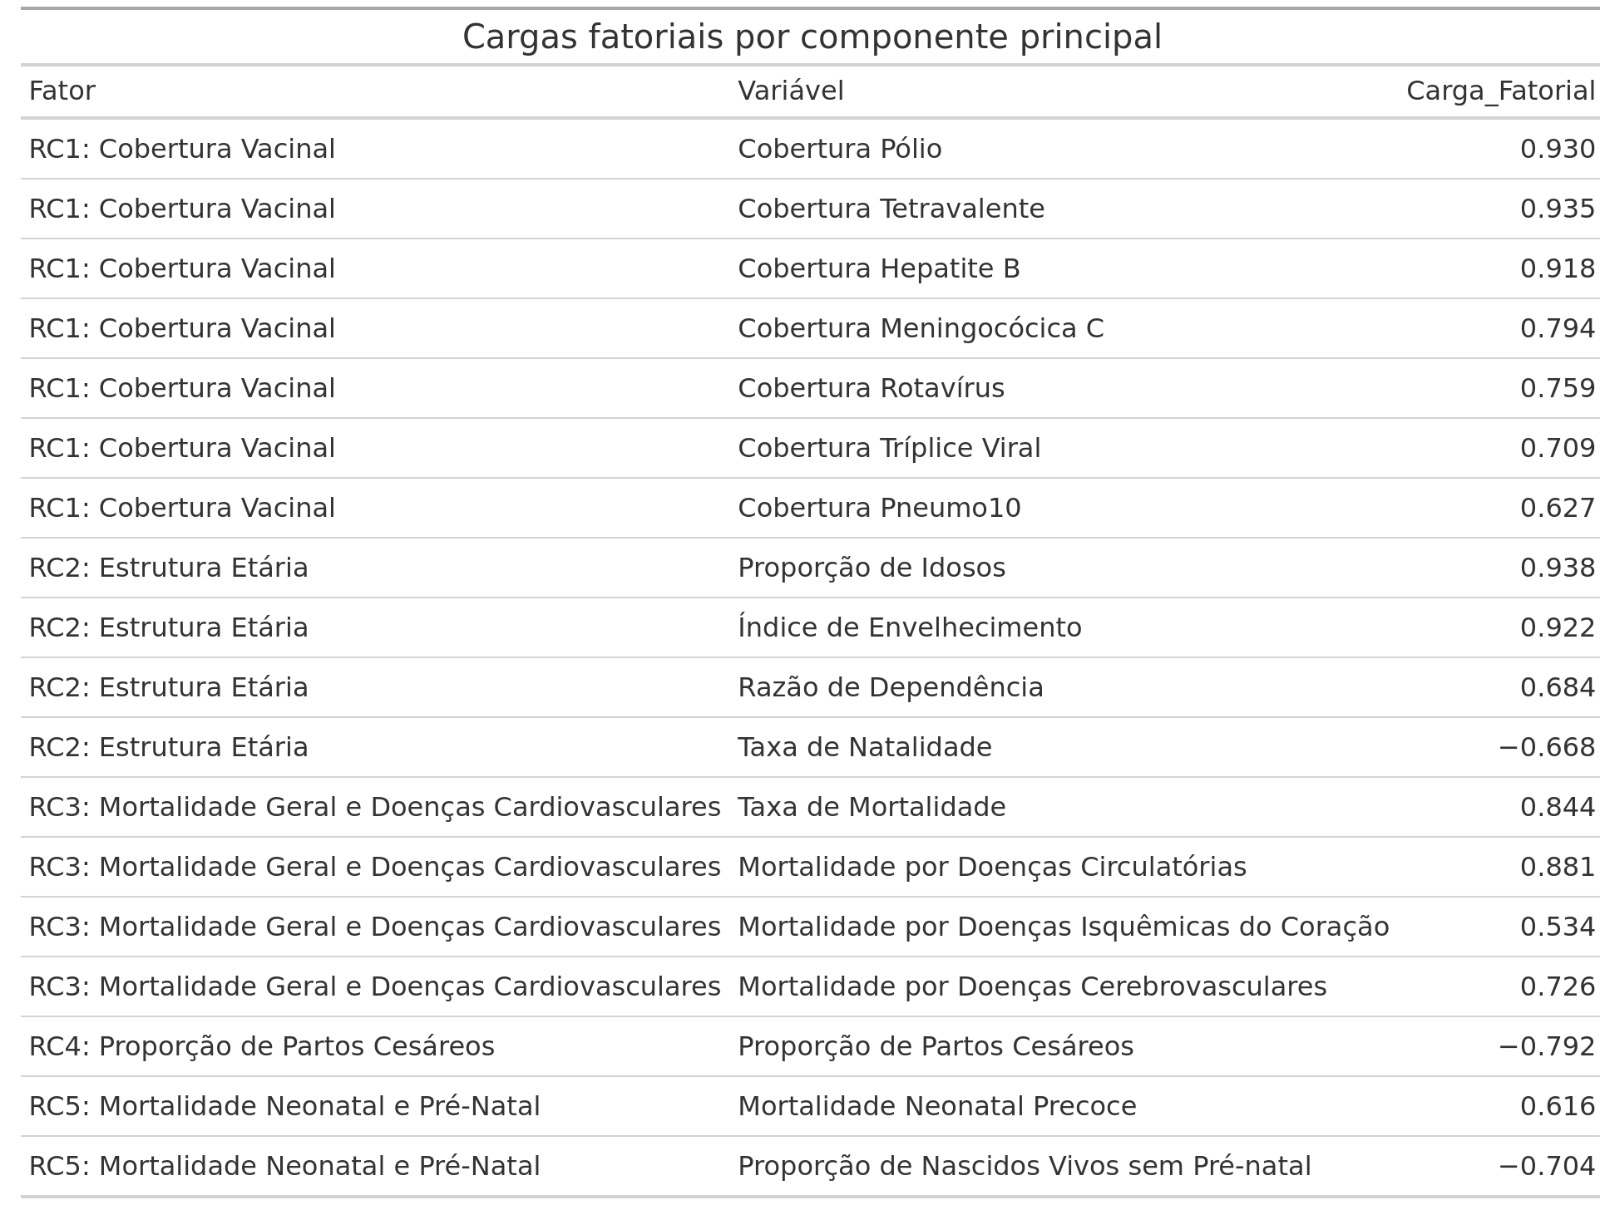 Cargas fatoriais por componente principal
Fator Variável Carga_Fatorial
RC1: Cobertura Vacinal Cobertura Pólio 0.930
RC1: Cobertura Vacinal Cobertura Tetravalente 0.935
RC1: Cobertura Vacinal Cobertura Hepatite B 0.918
RC1: Cobertura Vacinal Cobertura Meningocócica C 0.794
RC1: Cobertura Vacinal Cobertura Rotavírus 0.759
RC1: Cobertura Vacinal Cobertura Tríplice Viral 0.709
RC1: Cobertura Vacinal Cobertura Pneumo10 0.627
RC2: Estrutura Etária Proporção de Idosos 0.938
RC2: Estrutura Etária Índice de Envelhecimento 0.922
RC2: Estrutura Etária Razão de Dependência 0.684
RC2: Estrutura Etária Taxa de Natalidade −0.668
RC3: Mortalidade Geral e Doenças Cardiovasculares Taxa de Mortalidade 0.844
RC3: Mortalidade Geral e Doenças Cardiovasculares Mortalidade por Doenças Circulatórias 0.881
RC3: Mortalidade Geral e Doenças Cardiovasculares Mortalidade por Doenças Isquêmicas do Coração 0.534
RC3: Mortalidade Geral e Doenças Cardiovasculares Mortalidade por Doenças Cerebrovasculares 0.726
RC4: Proporção de Partos Cesáreos Proporção de Partos Cesáreos −0.792
RC5: Mortalidade Neonatal e Pré-Natal Mortalidade Neonatal Precoce 0.616
RC5: Mortalidade Neonatal e Pré-Natal Proporção de Nascidos Vivos sem Pré-natal −0.704